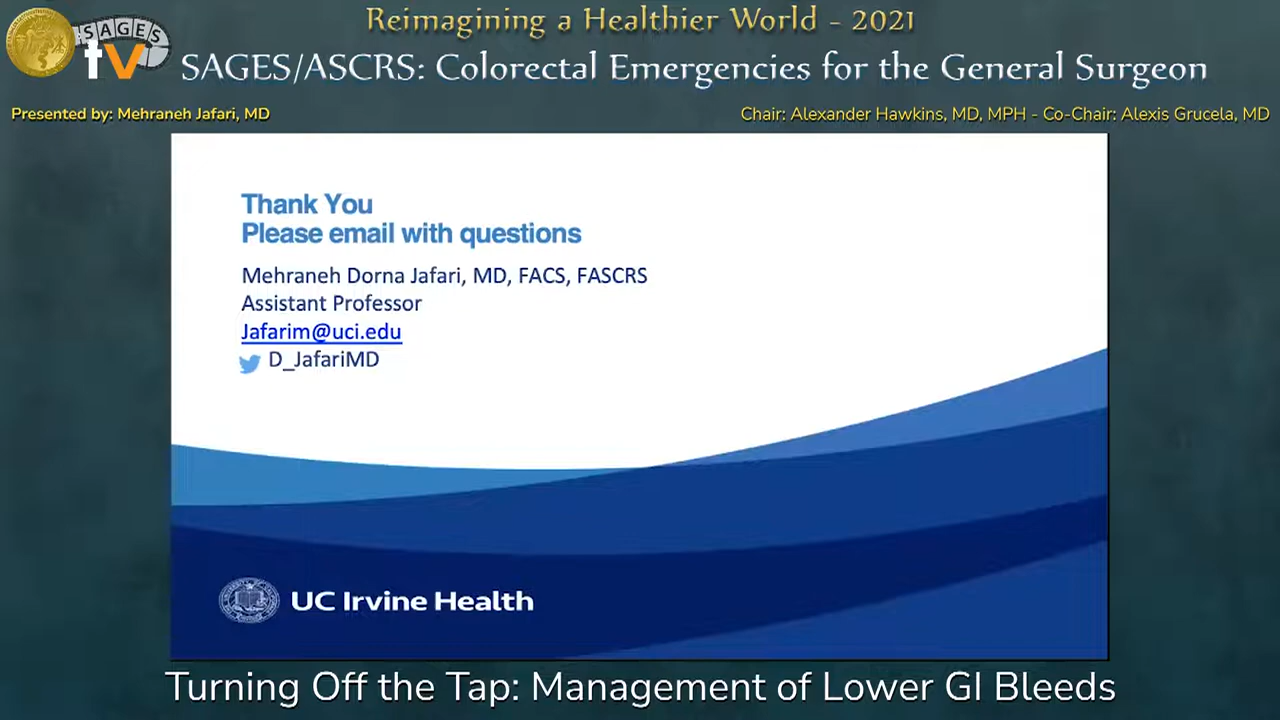 Reimagining a Healthier World - 2021
SAGES
tv
SAGES/ASCRS: Colorectal Emergencies for the General Surgeon
Presented by: Mehraneh Jafari, MD
Chair: Alexander Hawkins, MD, MPH - Co-Chair: Alexis Grucela, MD
Thank You
Please email with questions
Mehraneh Dorna Jafari, MD, FACS, FASCRS
Assistant Professor
Jafarim@uci.edu
D_JafariMD
UC Irvine Health
Turning Off the Tap: Management of Lower GI Bleeds